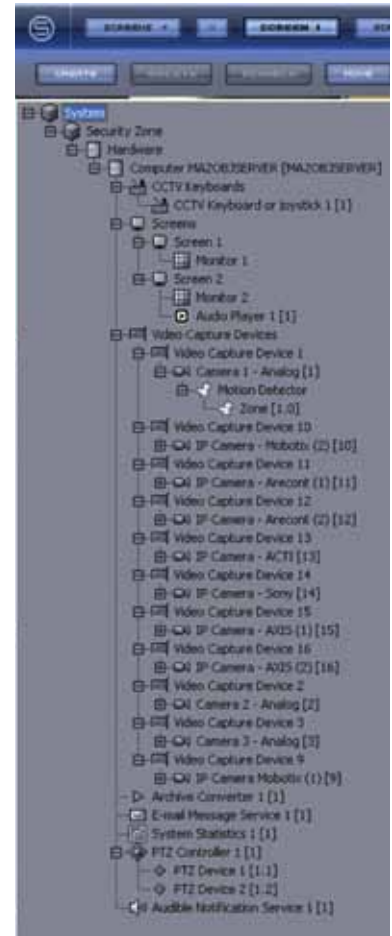 SCREENS
SCREEN 1
CREATE
MOVE
System
Security Zone
Hardware
Computer MAZOBJSERVER [MAZOBJSERVER]
CCTV Keyboards
CCTV Keyboard or joystick 1 [1]
Screens
Screen 1
Monitor 1
Screen 2
Monitor 2
Audio Player 1 [1]
Video Capture Devices
Video Capture Device 1
Camera 1 - Analog [1]
Motion Detector
Zone [1.0]
Video Capture Device 10
IP Camera - Mobotix (2) [10]
Video Capture Device 11
IP Camera - Arecont (1) [11]
Video Capture Device 12
IP Camera - Arecont (2) [12]
Video Capture Device 13
IP Camera - ACTI [13]
Video Capture Device 14
IP Camera - Sony [14]
Video Capture Device 15
IP Camera - AXIS (1) [15]
Video Capture Device 16
IP Camera - AXIS (2) [16]
Video Capture Device 2
Camera 2 - Analog [2]
Video Capture Device 3
Camera 3 - Analog [3]
Video Capture Device 9
IP Camera Mobotix (1) [9]
Archive Converter 1 [1]
E-mail Message Service 1 [1]
System Statistics 1 [1]
PTZ Controller 1 [1]
PTZ Device 1 [1.1]
PTZ Device 2 [1.2]
Audible Notification Service 1 [1]